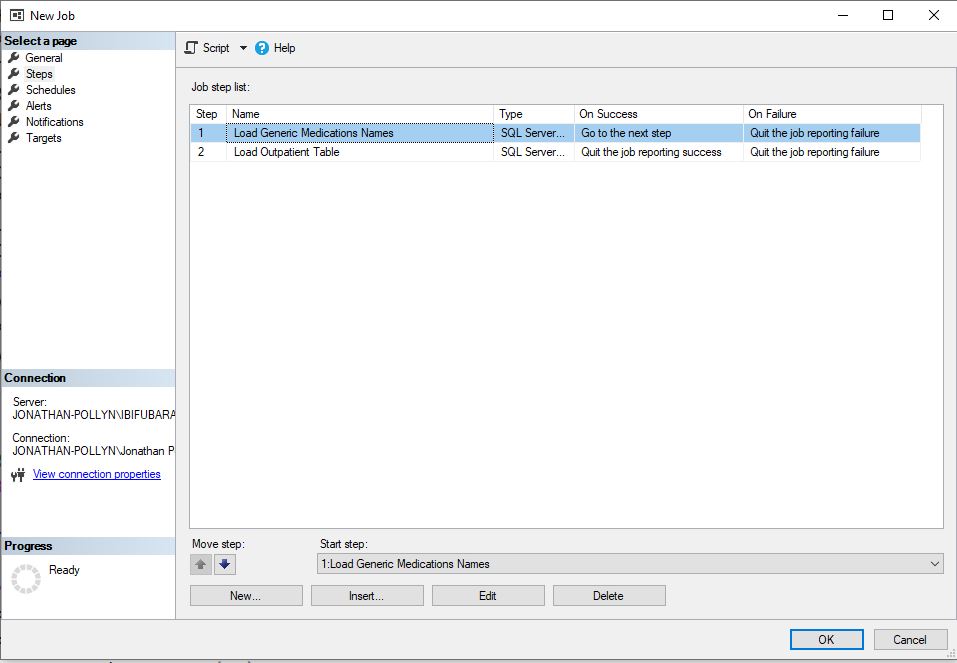 New Job
Select a page
General
Steps
Schedules
Alerts
Notifications
Targets
Script Help
Job step list:
Step Name Type On Success On Failure
1 Load Generic Medications Names SQL Server... Go to the next step Quit the job reporting failure
2 Load Outpatient Table SQL Server... Quit the job reporting success Quit the job reporting failure
Connection
Server:
JONATHAN-POLLYN\IBIFUBARA
Connection:
JONATHAN-POLLYN\Jonathan P
View connection properties
Progress
Ready
Move step:
Start step:
1:Load Generic Medications Names
New... Insert... Edit Delete
OK Cancel